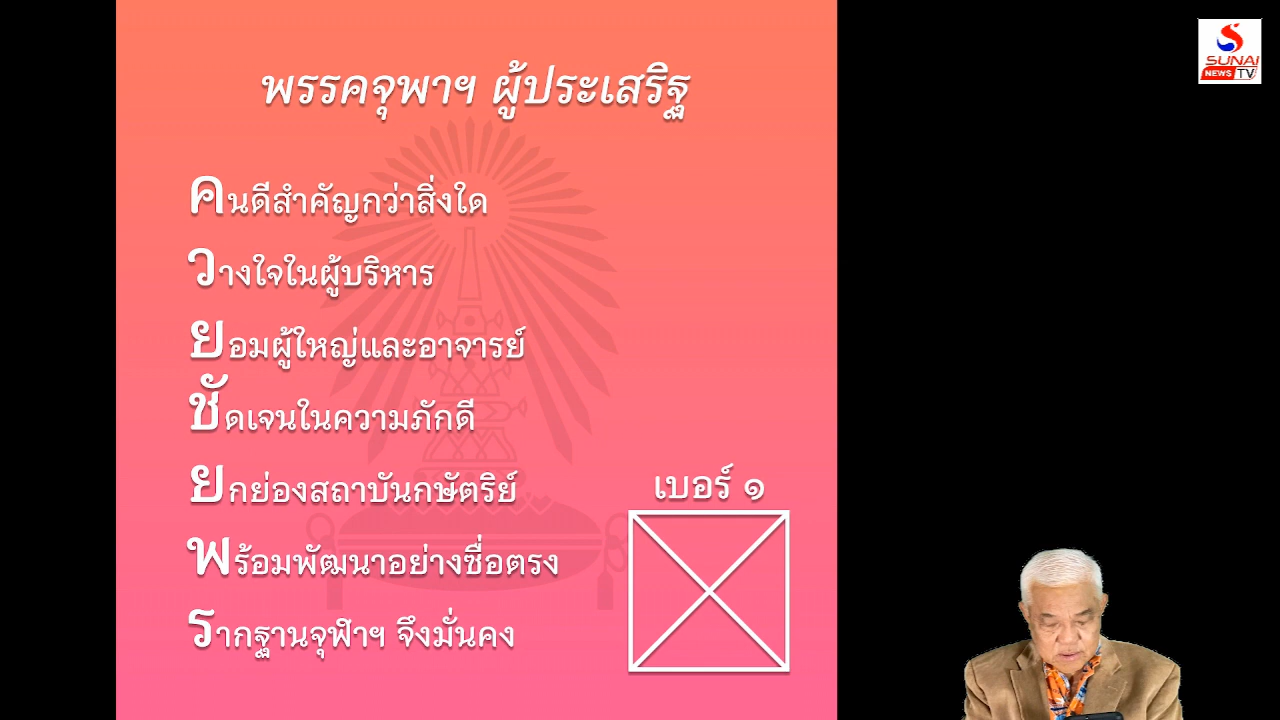 พรรคจุฬาฯ ผู้ประเสริฐ
คนดีสำคัญกว่าสิ่งใด
วางใจในผู้บริหาร
ยอมผู้ใหญ่และอาจารย์
ชัดเจนในความภักดี
ยกย่องสถาบันกษัตริย์
พร้อมพัฒนาอย่างซื่อตรง
รากฐานจุฬาฯ จึงมั่นคง
เบอร์ ๑
SUNAI
NEWS TV